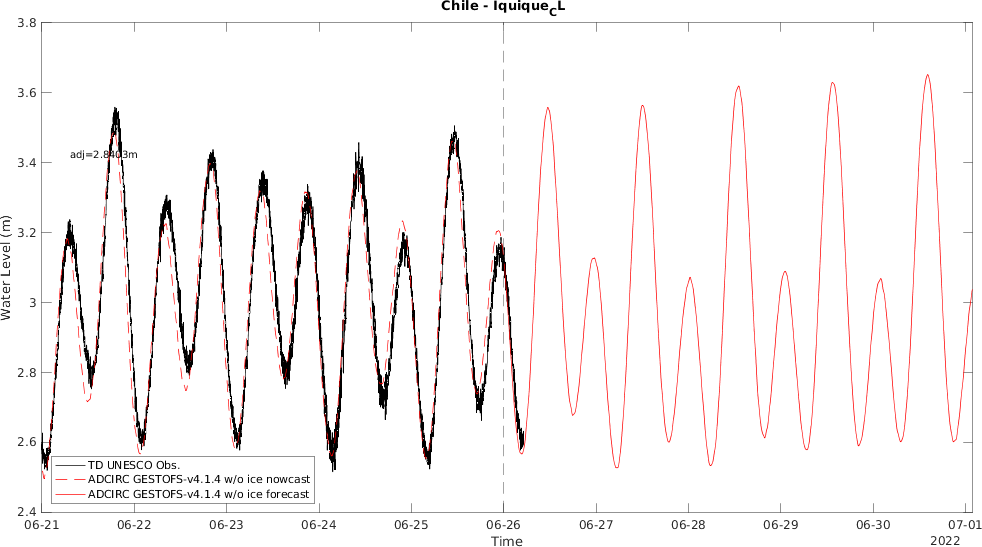 Chile - Iquique_CL
3.8
3.6
3.4
3.2
3
2.8
2.6
2.4
Water Level (m)
adj=2.8403m
TD UNESCO Obs.
ADCIRC GESTOFS-v4.1.4 w/o ice nowcast
ADCIRC GESTOFS-v4.1.4 w/o ice forecast
06-21 06-22 06-23 06-24 06-25 06-26 06-27 06-28 06-29 06-30 07-01
Time
2022